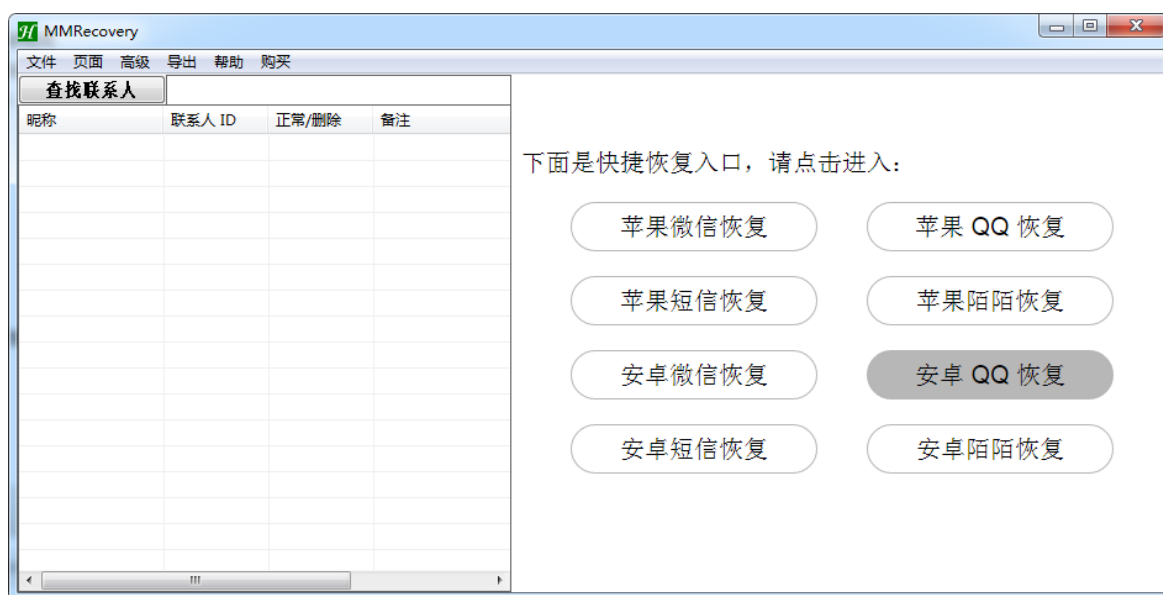 MMRecovery
文件 页面 高级 导出 帮助 购买
查找联系人
昵称 联系人 ID 正常/删除 备注
下面是快捷恢复入口，请点击进入：
苹果微信恢复 苹果 QQ 恢复
苹果短信恢复 苹果陌陌恢复
安卓微信恢复 安卓 QQ 恢复
安卓短信恢复 安卓陌陌恢复